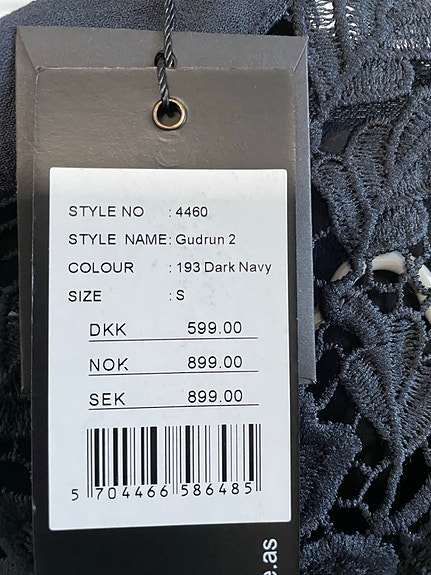 STYLE NO : 4460
STYLE NAME: Gudrun 2
COLOUR : 193 Dark Navy
SIZE : S
DKK 599.00
NOK 899.00
SEK 899.00
5 704466 586485
e.as